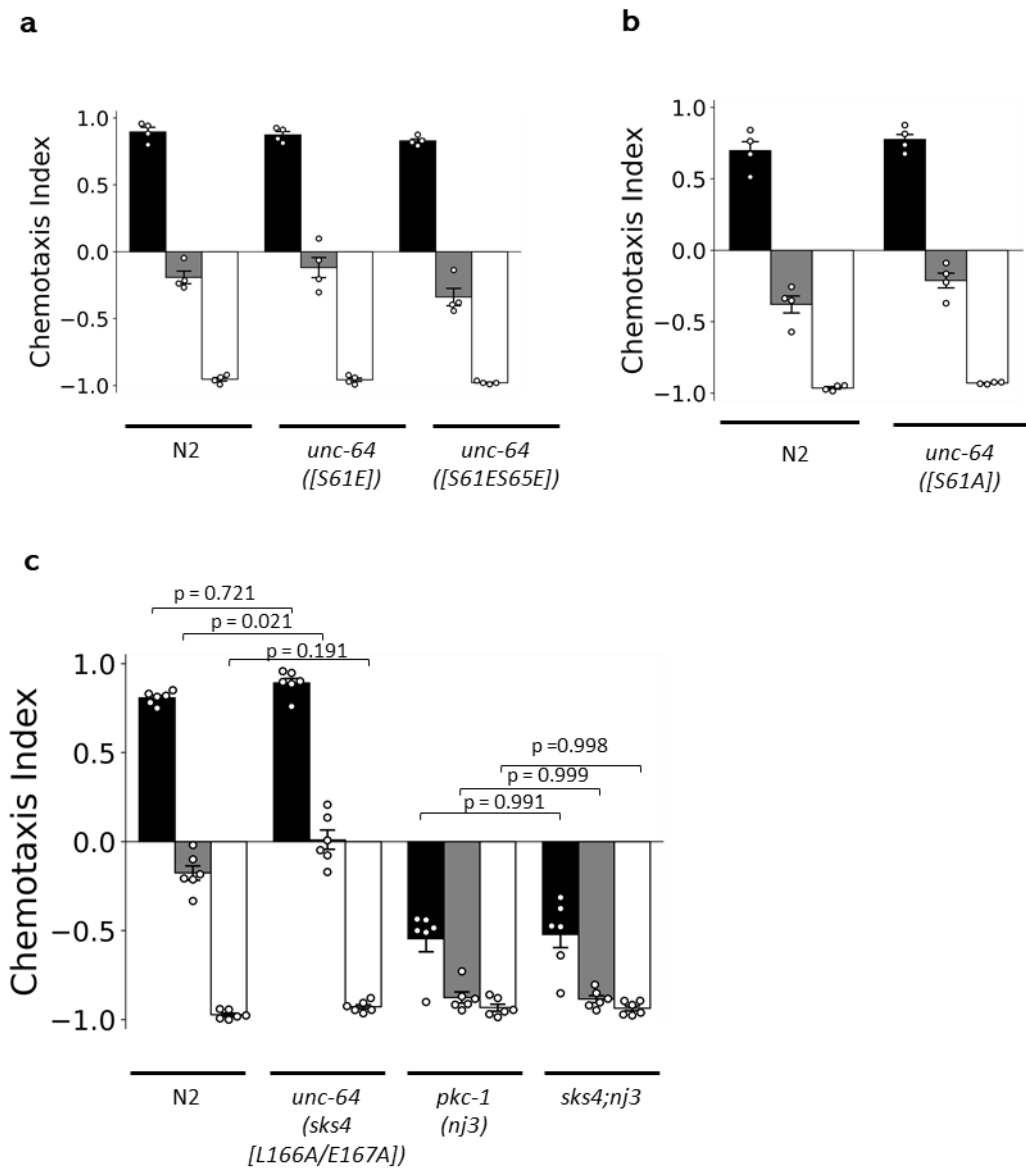 a
1.0
0.5
0.0
−0.5
−1.0
Chemotaxis Index
N2
unc-64
([S61E])
unc-64
([S61ES65E])
b
1.0
0.5
0.0
−0.5
−1.0
Chemotaxis Index
N2
unc-64
([S61A])
c
p = 0.721
p = 0.021
p = 0.191
p =0.998
p = 0.999
p = 0.991
1.0
0.5
0.0
−0.5
−1.0
Chemotaxis Index
N2
unc-64
(sks4
[L166A/E167A])
pkc-1
(nj3)
sks4;nj3